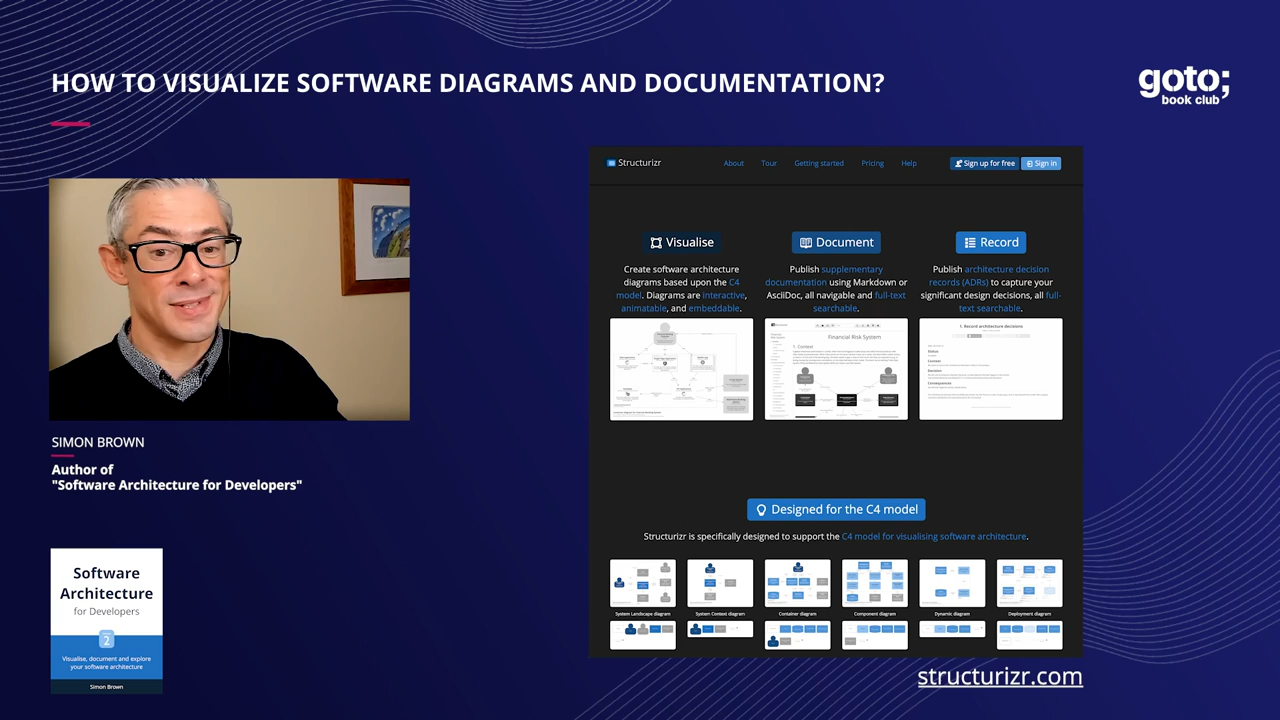 HOW TO VISUALIZE SOFTWARE DIAGRAMS AND DOCUMENTATION?
goto;
book club
SIMON BROWN
Author of
"Software Architecture for Developers"
Software
Architecture
for Developers
2
Visualise, document and explore
your software architecture
Simon Brown
Structurizr
About Tour Getting started Pricing Help
Sign up for free Sign in
Visualise
Create software architecture
diagrams based upon the C4
model. Diagrams are interactive,
animatable, and embeddable.
Document
Publish supplementary
documentation using Markdown or
AsciiDoc, all navigable and full-text
searchable.
Financial Risk System
1. Context
Record
Publish architecture decision
records (ADRs) to capture your
significant design decisions, all full-
text searchable.
1. Record architecture decisions
Status
Context
Decision
Consequences
Designed for the C4 model
Structurizr is specifically designed to support the C4 model for visualising software architecture.
System Landscape diagram
System Context diagram
Container diagram
Component diagram
Dynamic diagram
Deployment diagram
structurizr.com